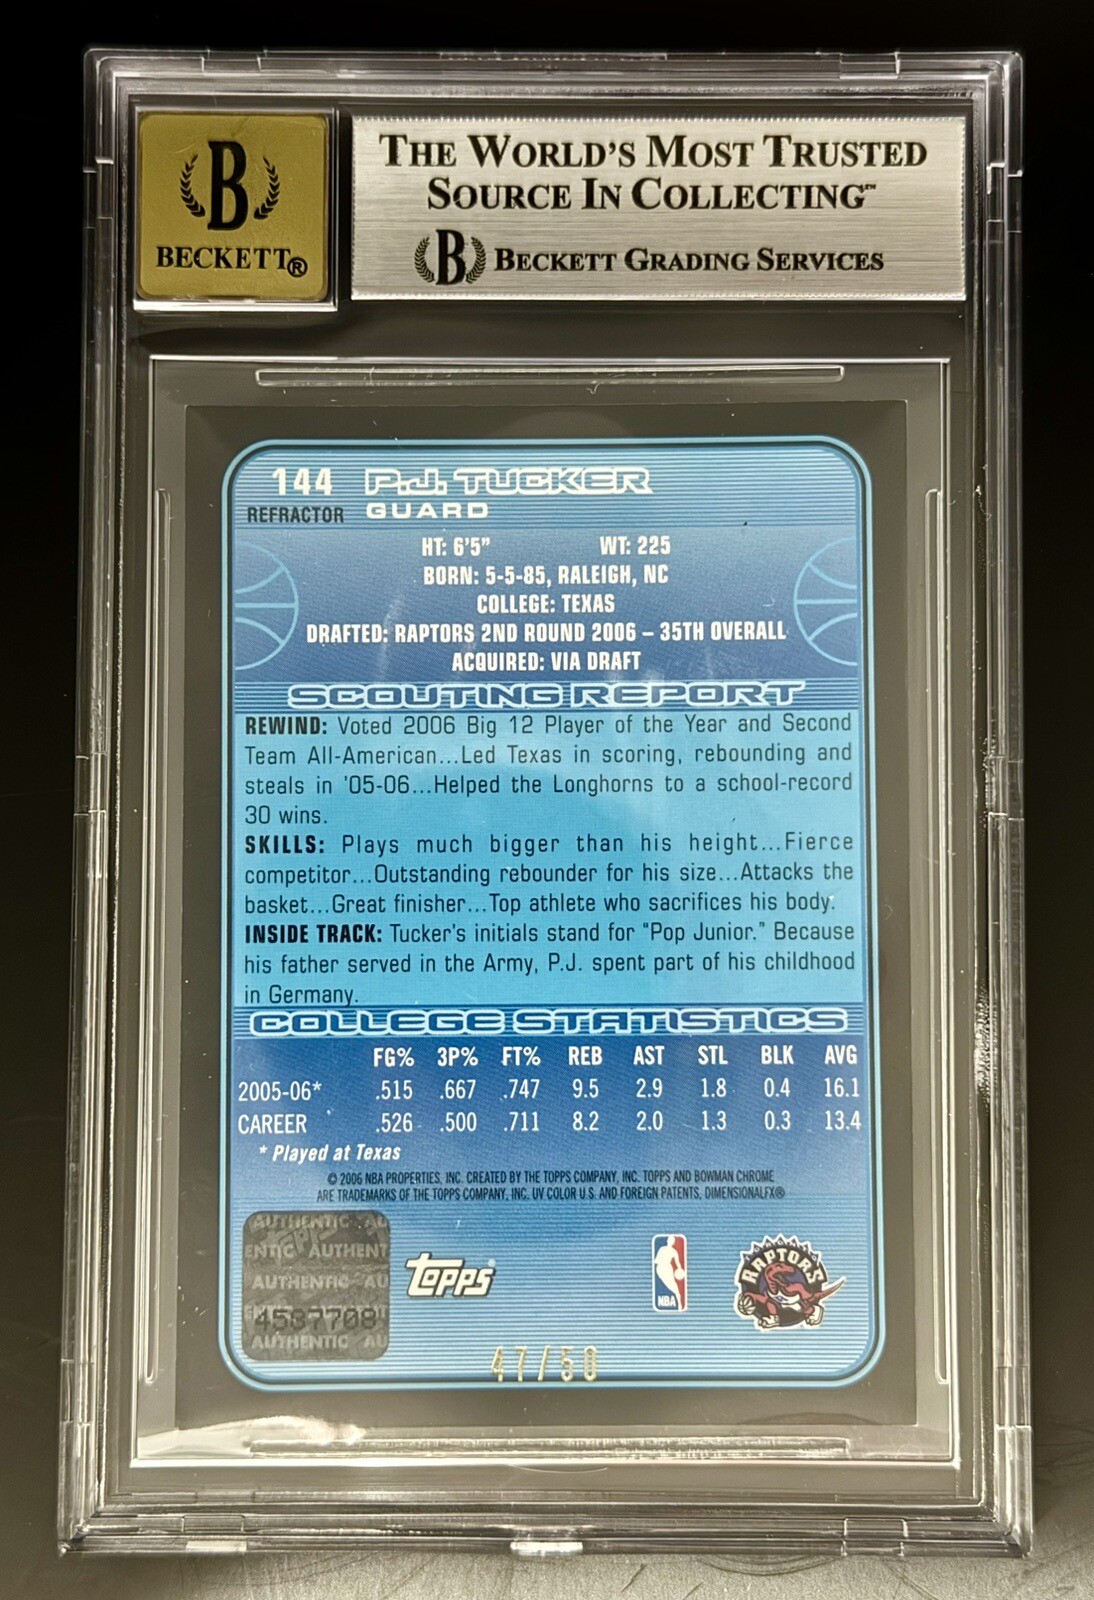 B
BECKETT®
THE WORLD'S MOST TRUSTED
SOURCE IN COLLECTING™
B BECKETT GRADING SERVICES
144 P.J. TUCKER
REFRACTOR GUARD
HT: 6'5" WT: 225
BORN: 5-5-85, RALEIGH, NC
COLLEGE: TEXAS
DRAFTED: RAPTORS 2ND ROUND 2006 – 35TH OVERALL
ACQUIRED: VIA DRAFT
SCOUTING REPORT
REWIND: Voted 2006 Big 12 Player of the Year and Second
Team All-American...Led Texas in scoring, rebounding and
steals in '05-06...Helped the Longhorns to a school-record
30 wins.
SKILLS: Plays much bigger than his height...Fierce
competitor...Outstanding rebounder for his size...Attacks the
basket...Great finisher...Top athlete who sacrifices his body.
INSIDE TRACK: Tucker's initials stand for "Pop Junior." Because
his father served in the Army, P.J. spent part of his childhood
in Germany.
COLLEGE STATISTICS
FG% 3P% FT% REB AST STL BLK AVG
2005-06* .515 .667 .747 9.5 2.9 1.8 0.4 16.1
CAREER .526 .500 .711 8.2 2.0 1.3 0.3 13.4
* Played at Texas
© 2006 NBA PROPERTIES, INC. CREATED BY THE TOPPS COMPANY, INC. TOPPS AND BOWMAN CHROME
ARE TRADEMARKS OF THE TOPPS COMPANY, INC. UV COLOR U.S. AND FOREIGN PATENTS, DIMENSIONALFX®
AUTHENTIC AU
ENTIC AUTHENT
AUTHENTIC AU
4587708
AUTHENTIC AU
topps
NBA
RAPTORS
47/50